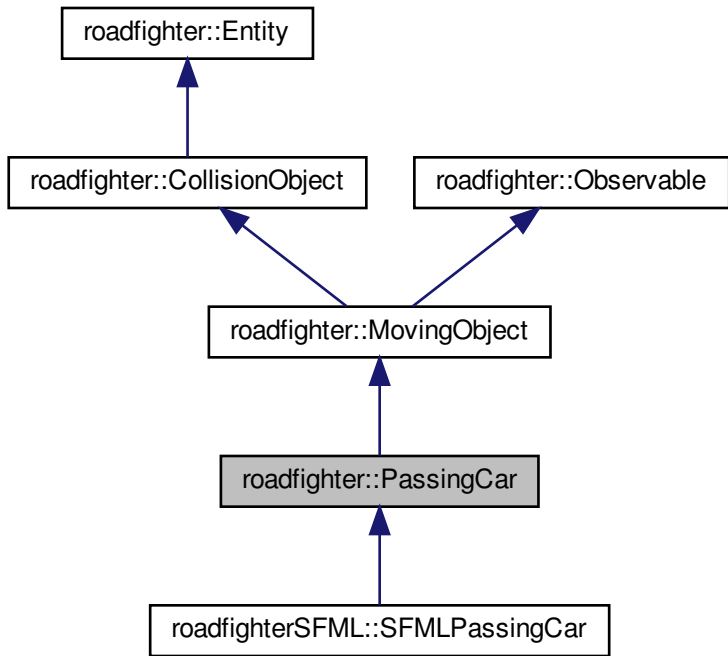 roadfighter::Entity
roadfighter::CollisionObject
roadfighter::Observable
roadfighter::MovingObject
roadfighter::PassingCar
roadfighterSFML::SFMLPassingCar